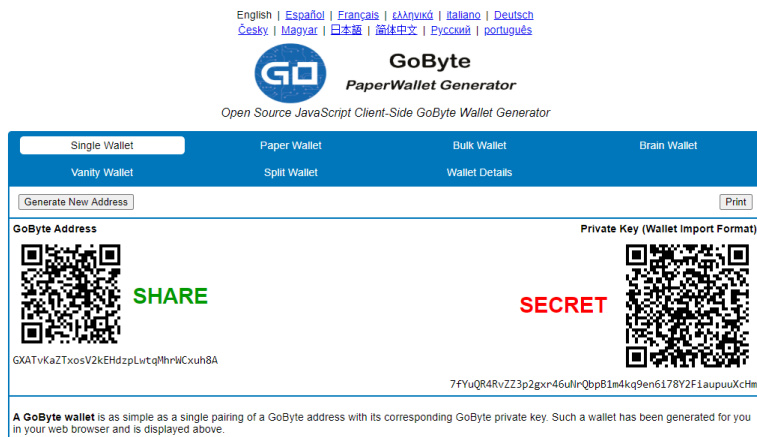 English | Español | Français | ελληνικά | italiano | Deutsch
Česky | Magyar | 日本語 | 简体中文 | Русский | português
GO
GoByte
PaperWallet Generator
Open Source JavaScript Client-Side GoByte Wallet Generator
Single Wallet Paper Wallet Bulk Wallet Brain Wallet
Vanity Wallet Split Wallet Wallet Details
Generate New Address Print
GoByte Address Private Key (Wallet Import Format)
SHARE SECRET
GXATvKaZTxosV2kEHdzpLwtqMhrWCxuh8A
7fYuQR4RvZZ3p2gxr46uNrQbpB1m4kq9en6i78Y2FiaupuuXcHm
A GoByte wallet is as simple as a single pairing of a GoByte address with its corresponding GoByte private key. Such a wallet has been generated for you
in your web browser and is displayed above.